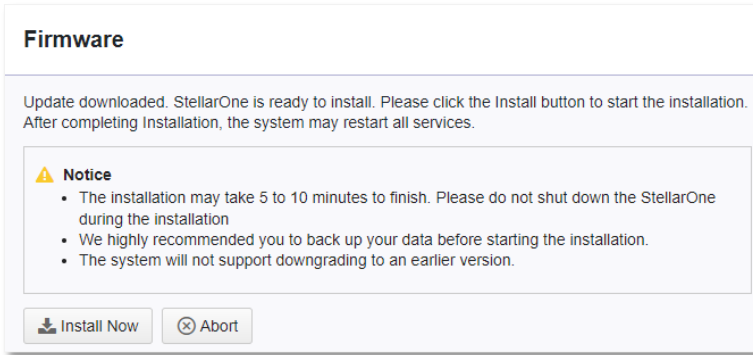 Firmware
Update downloaded. StellarOne is ready to install. Please click the Install button to start the installation.
After completing Installation, the system may restart all services.
Notice
• The installation may take 5 to 10 minutes to finish. Please do not shut down the StellarOne
during the installation
• We highly recommended you to back up your data before starting the installation.
• The system will not support downgrading to an earlier version.
Install Now Abort